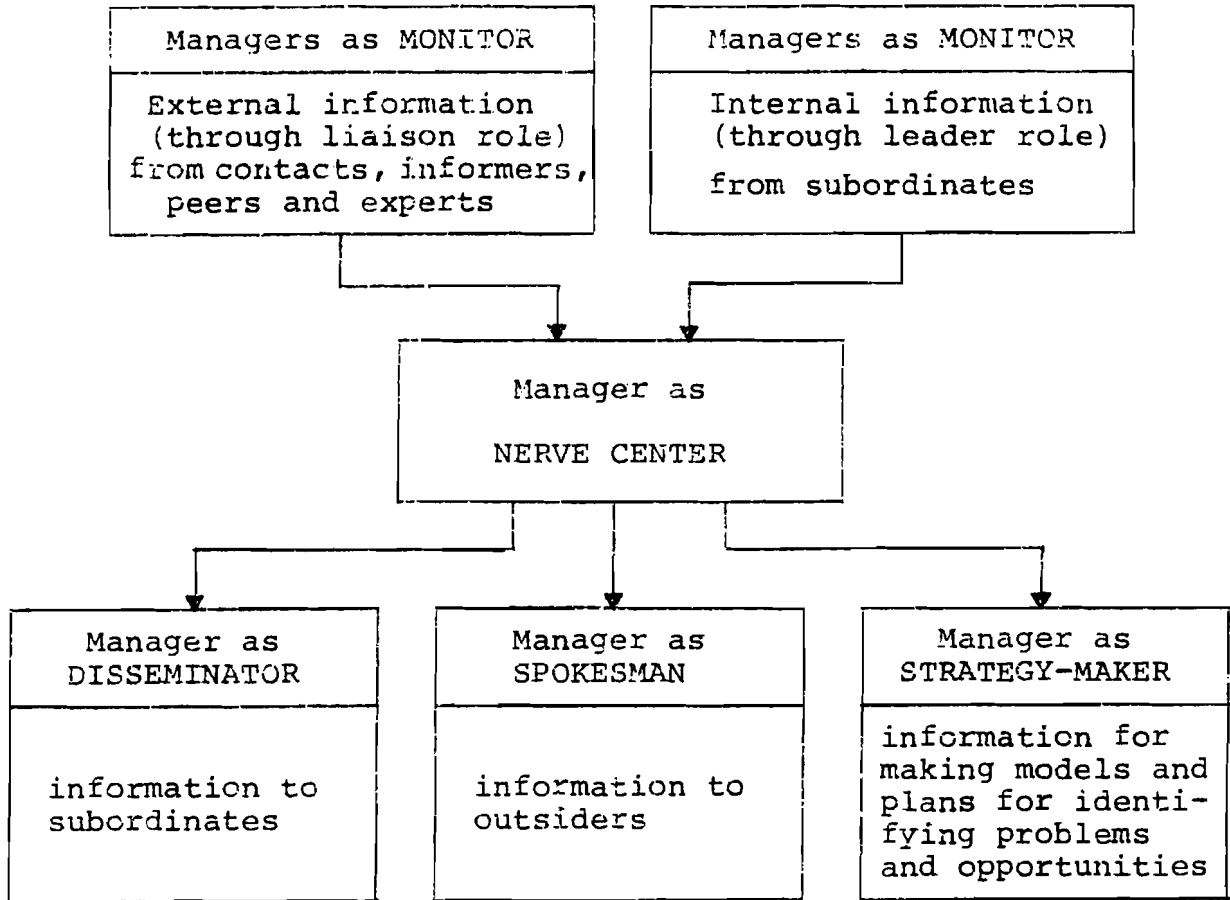 Managers as MONITOR
External information
(through liaison role)
from contacts, informers,
peers and experts
Managers as MONITOR
Internal information
(through leader role)
from subordinates
Manager as
NERVE CENTER
Manager as
DISSEMINATOR
information to
subordinates
Manager as
SPOKESMAN
information to
outsiders
Manager as
STRATEGY-MAKER
information for
making models and
plans for identi-
fying problems
and opportunities